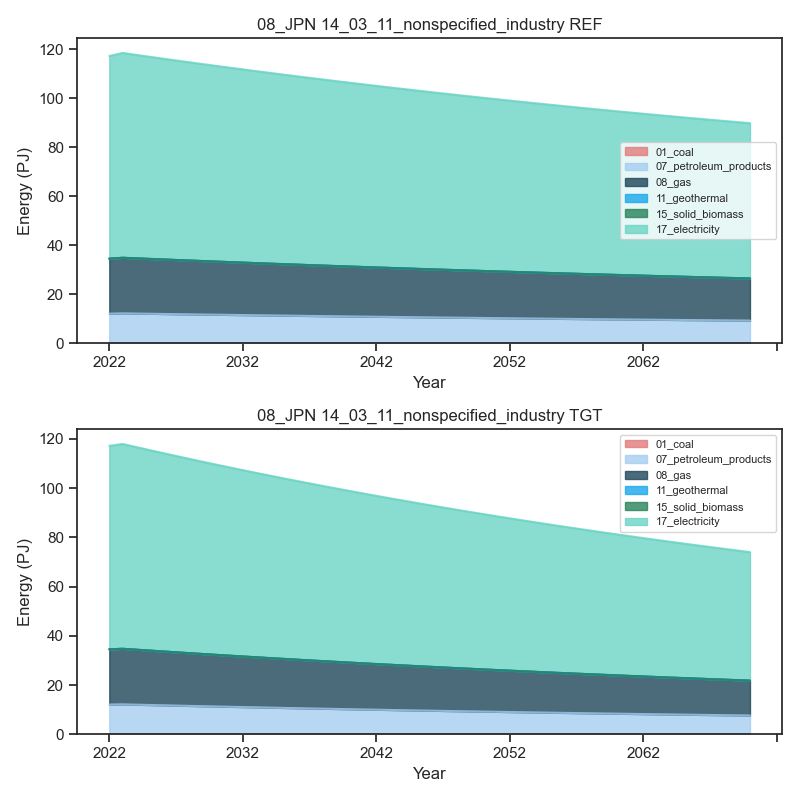 08_JPN 14_03_11_nonspecified_industry REF
120
100
80
60
40
20
0
Energy (PJ)
01_coal
07_petroleum_products
08_gas
11_geothermal
15_solid_biomass
17_electricity
2022 2032 2042 2052 2062
Year
08_JPN 14_03_11_nonspecified_industry TGT
120
100
80
60
40
20
0
Energy (PJ)
01_coal
07_petroleum_products
08_gas
11_geothermal
15_solid_biomass
17_electricity
2022 2032 2042 2052 2062
Year